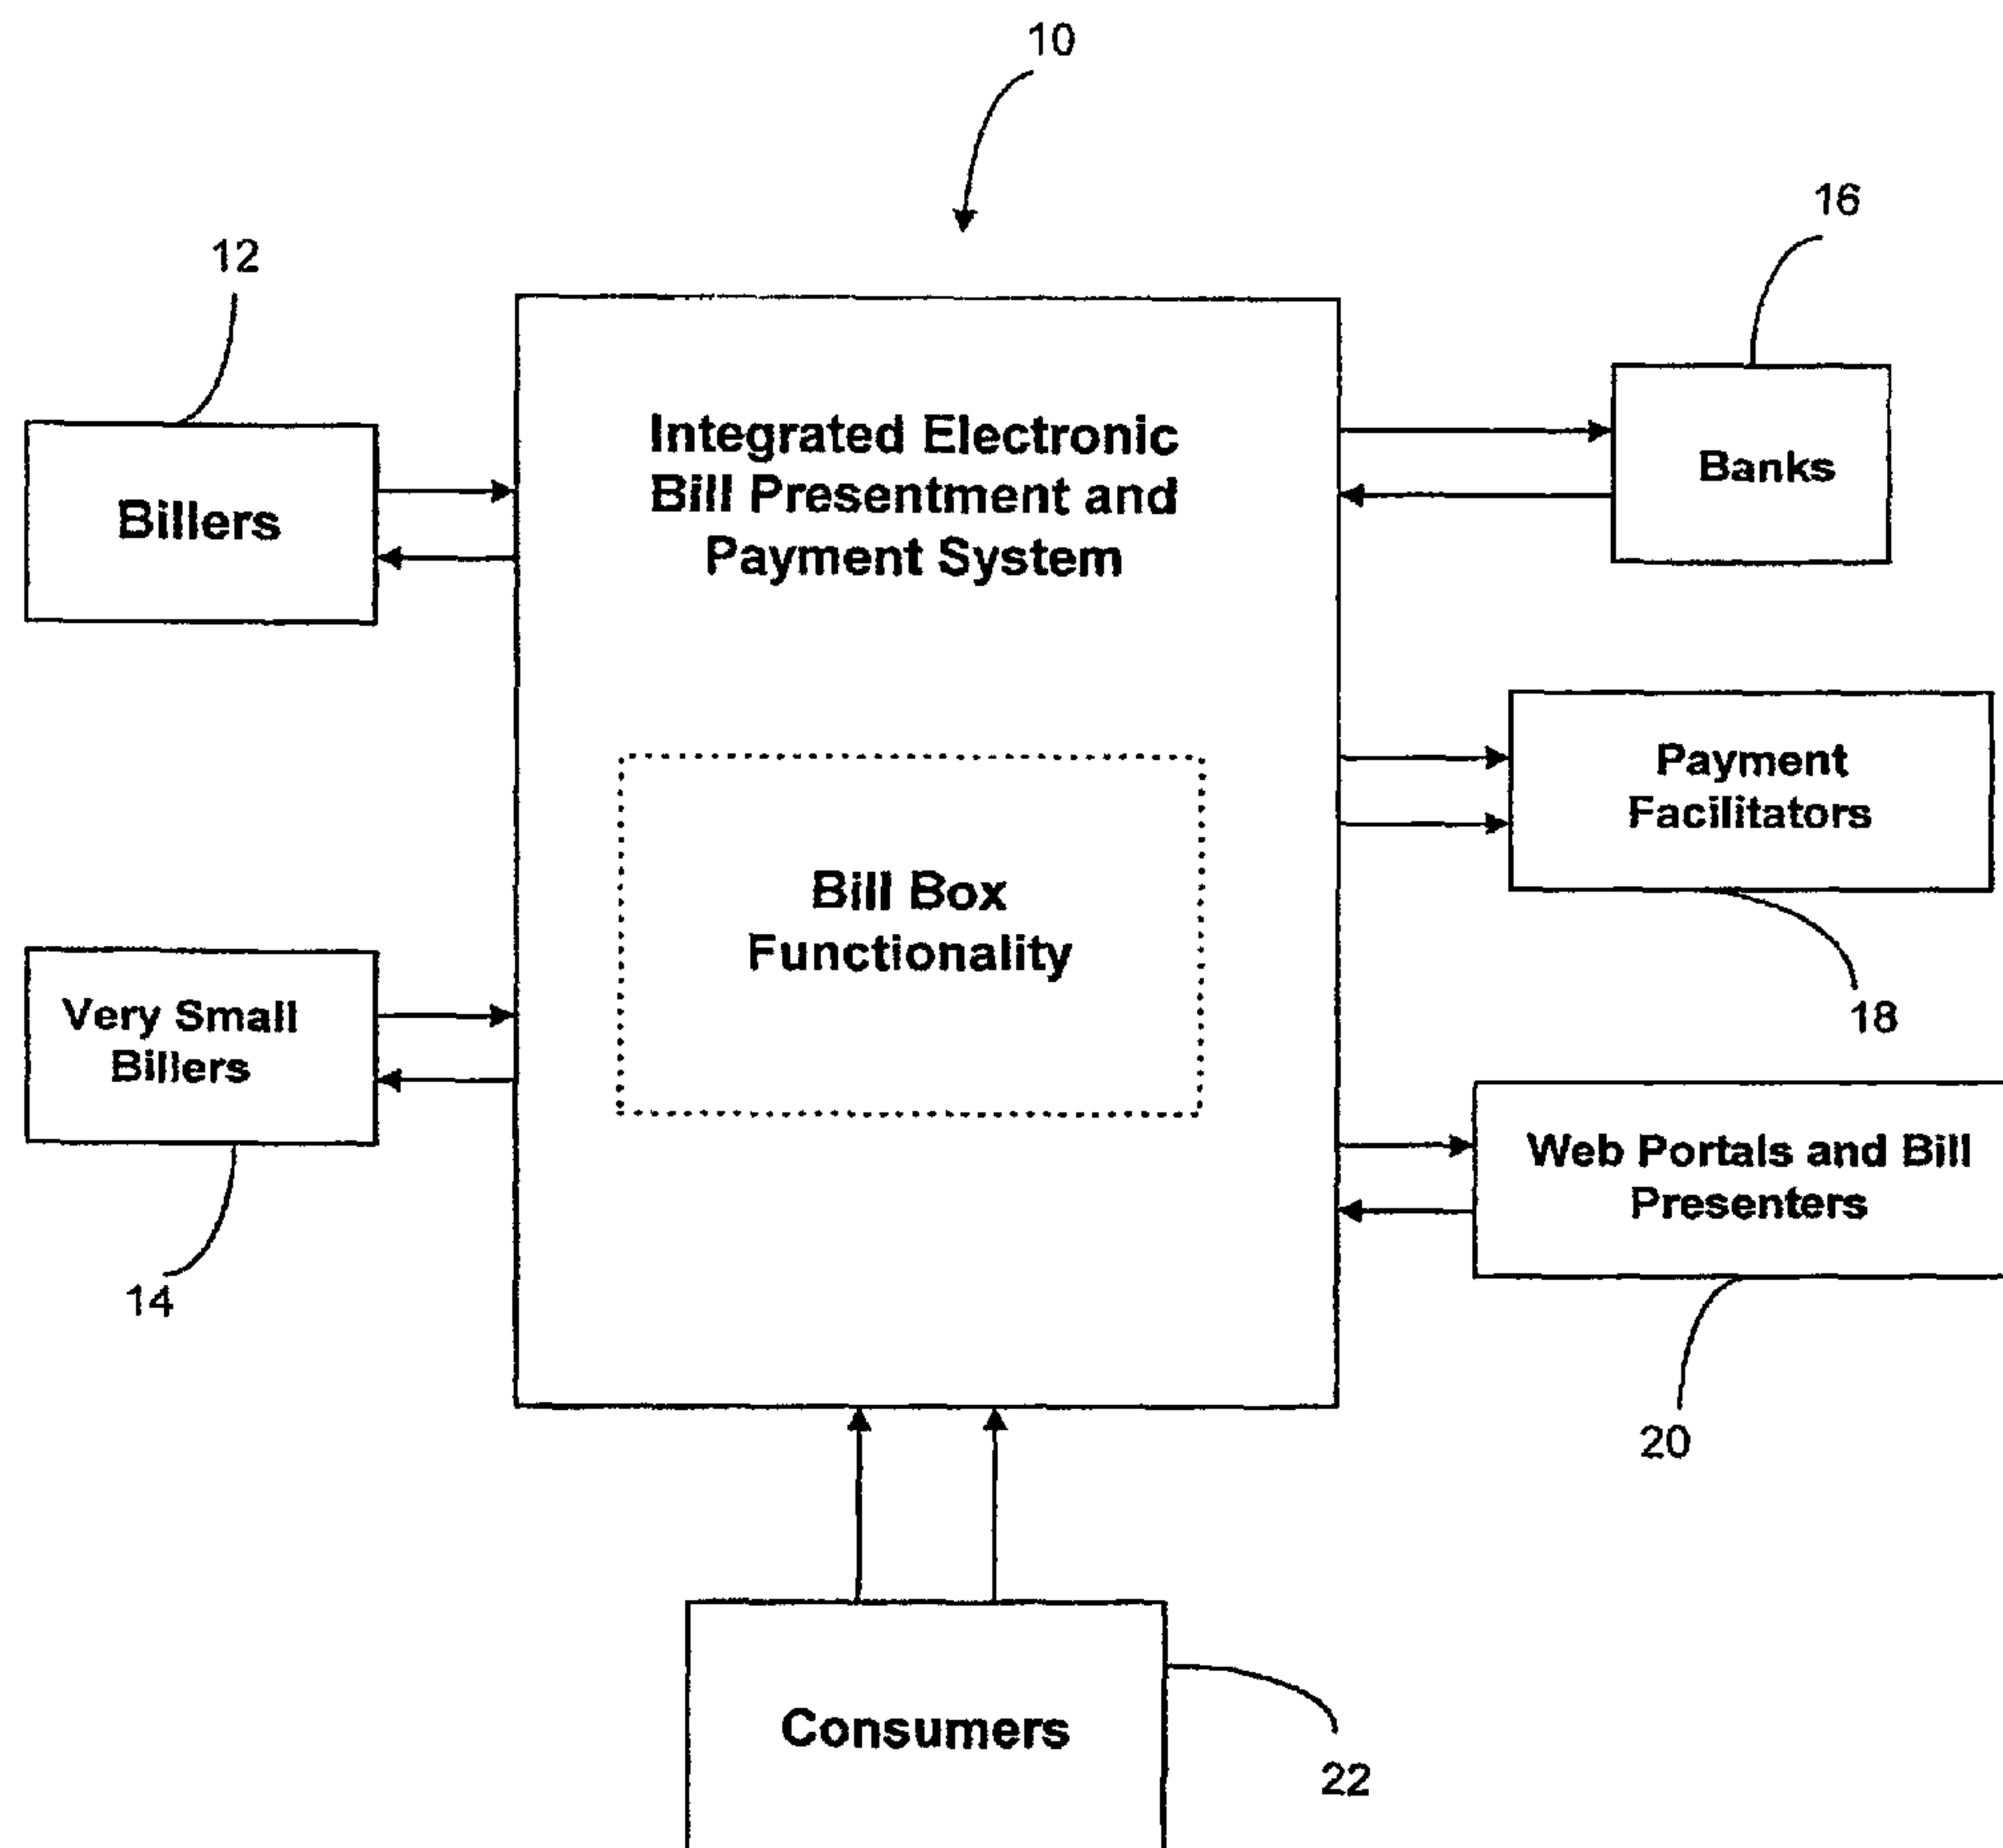 10
16
12
Integrated Electronic
Bill Presentment and
Payment System
Billers
Banks
Payment
Facilitators
Bill Box
Functionality
Very Small
Billers
18
Web Portals and Bill
Presenters
14
20
Consumers
22